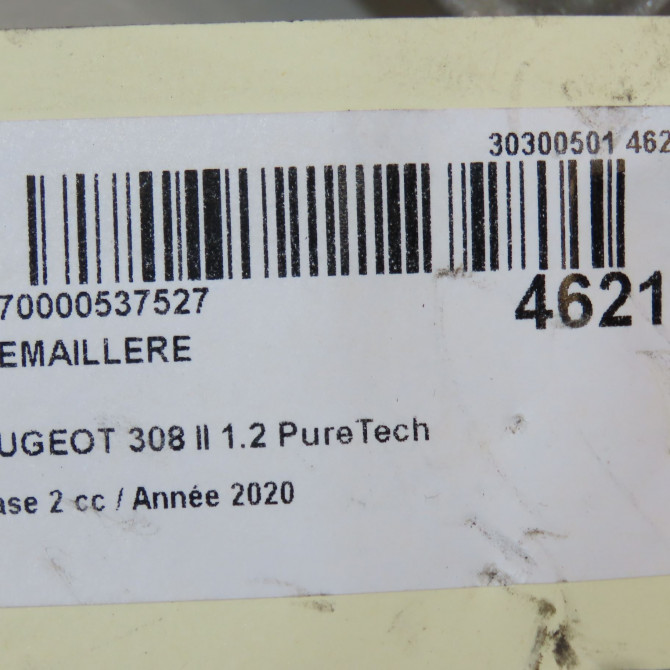 30300501 462
70000537527
4621
EMAILLERE
UGEOT 308 II 1.2 PureTech
ase 2 cc / Année 2020